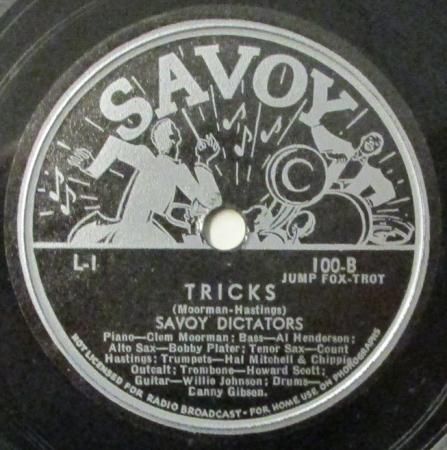 SAVOY
C
L-1 100-B
JUMP FOX-TROT
TRICKS
(Moorman-Hastings)
SAVOY DICTATORS
Piano—Clem Moorman; Bass—Al Henderson;
Alto Sax—Bobby Plater; Tenor Sax—Count
Hastings; Trumpets—Hal Mitchell & Chippie
Outcalt; Trombone—Howard Scott;
Guitar—Willie Johnson; Drums—
Canny Gibson.
NOT LICENSED FOR RADIO BROADCAST • FOR HOME USE ON PHONOGRAPHS